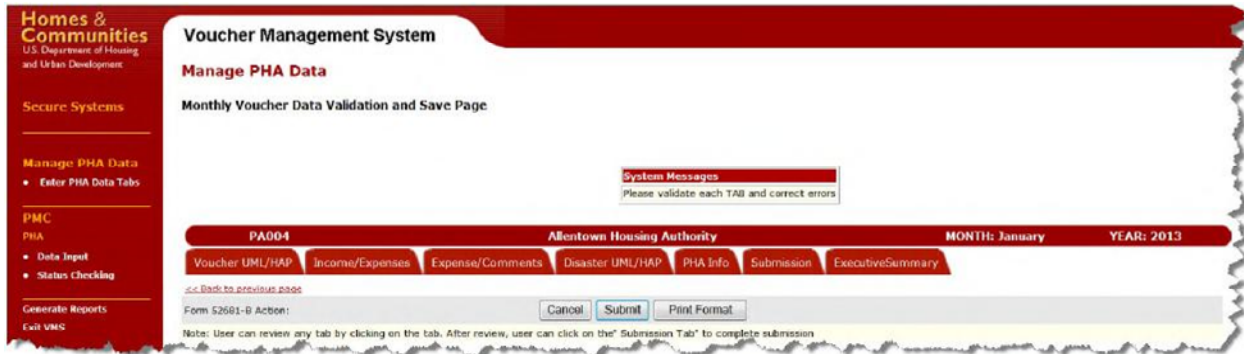 Homes &
Communities
U.S. Department of Housing
and Urban Development
Secure Systems
Manage PHA Data
• Enter PHA Data Tabs
PMC
PHA
• Data Input
• Status Checking
Generate Reports
Exit VMS
Voucher Management System
Manage PHA Data
Monthly Voucher Data Validation and Save Page
System Messages
Please validate each TAB and correct errors
PA004 Allentown Housing Authority MONTH: January YEAR: 2013
Voucher UML/HAP Income/Expenses Expense/Comments Disaster UML/HAP PHA Info Submission ExecutiveSummary
<< Back to previous page
Form 52681-B Action: Cancel Submit Print Format
Note: User can review any tab by clicking on the tab. After review, user can click on the" Submission Tab" to complete submission